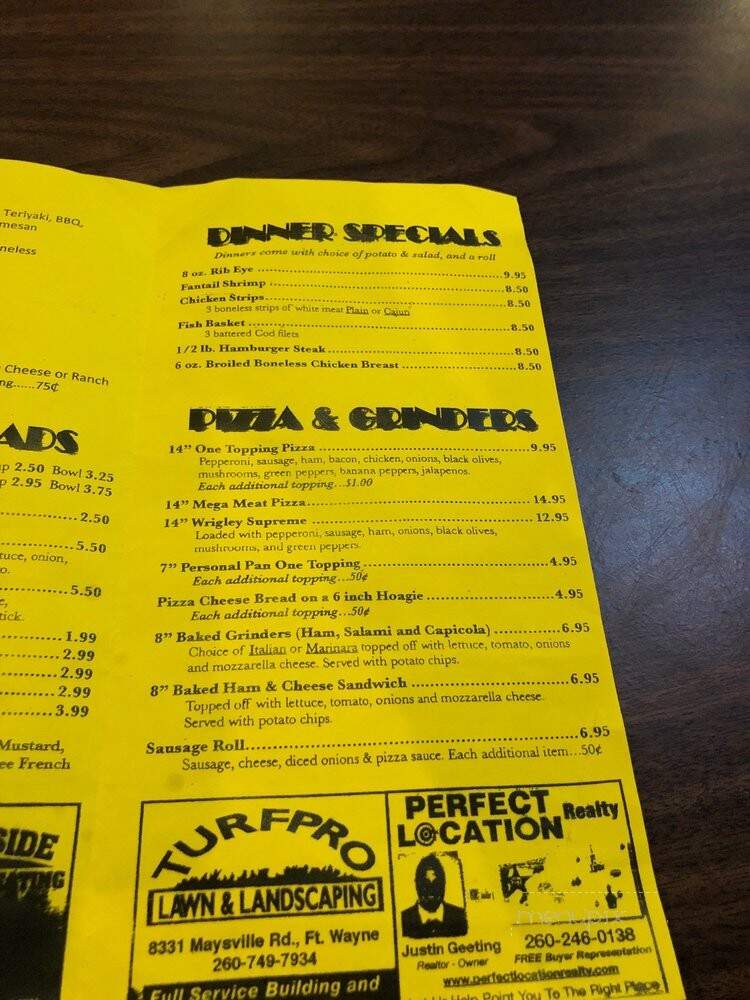 Teriyaki, BBQ,
mesan
neless
Cheese or Ranch
ng......75¢
ADS
2.50 Bowl 3.25
2.95 Bowl 3.75
2.50
5.50
tuce, onion,
o.
5.50
e,
tick.
1.99
2.99
2.99
2.99
3.99
Mustard,
ee French
SIDE
DINNER SPECIALS
Dinners come with choice of potato & salad, and a roll
8 oz. Rib Eye 9.95
Fantail Shrimp 8.50
Chicken Strips 8.50
3 boneless strips of white meat Plain or Cajun
Fish Basket 8.50
3 battered Cod filets
1/2 lb. Hamburger Steak 8.50
6 oz. Broiled Boneless Chicken Breast 8.50
PIZZA & GRINDERS
14” One Topping Pizza 9.95
Pepperoni, sausage, ham, bacon, chicken, onions, black olives,
mushrooms, green peppers, banana peppers, jalapenos.
Each additional topping...$1.00
14” Mega Meat Pizza 14.95
14” Wrigley Supreme 12.95
Loaded with pepperoni, sausage, ham, onions, black olives,
mushrooms, and green peppers.
7” Personal Pan One Topping 4.95
Each additional topping...50¢
Pizza Cheese Bread on a 6 inch Hoagie 4.95
Each additional topping...50¢
8” Baked Grinders (Ham, Salami and Capicola) 6.95
Choice of Italian or Marinara topped off with lettuce, tomato, onions
and mozzarella cheese. Served with potato chips.
8” Baked Ham & Cheese Sandwich 6.95
Topped off with lettuce, tomato, onions and mozzarella cheese.
Served with potato chips.
Sausage Roll 6.95
Sausage, cheese, diced onions & pizza sauce. Each additional item...50¢
TURFPRO
LAWN & LANDSCAPING
8331 Maysville Rd., Ft. Wayne
260-749-7934
Full Service Building and
PERFECT
LOCATION Realty
Justin Geeting
Realtor - Owner
260-246-0138
FREE Buyer Representation
www.perfectlocationrealty.com
Help Point You To The Right Place
menupix